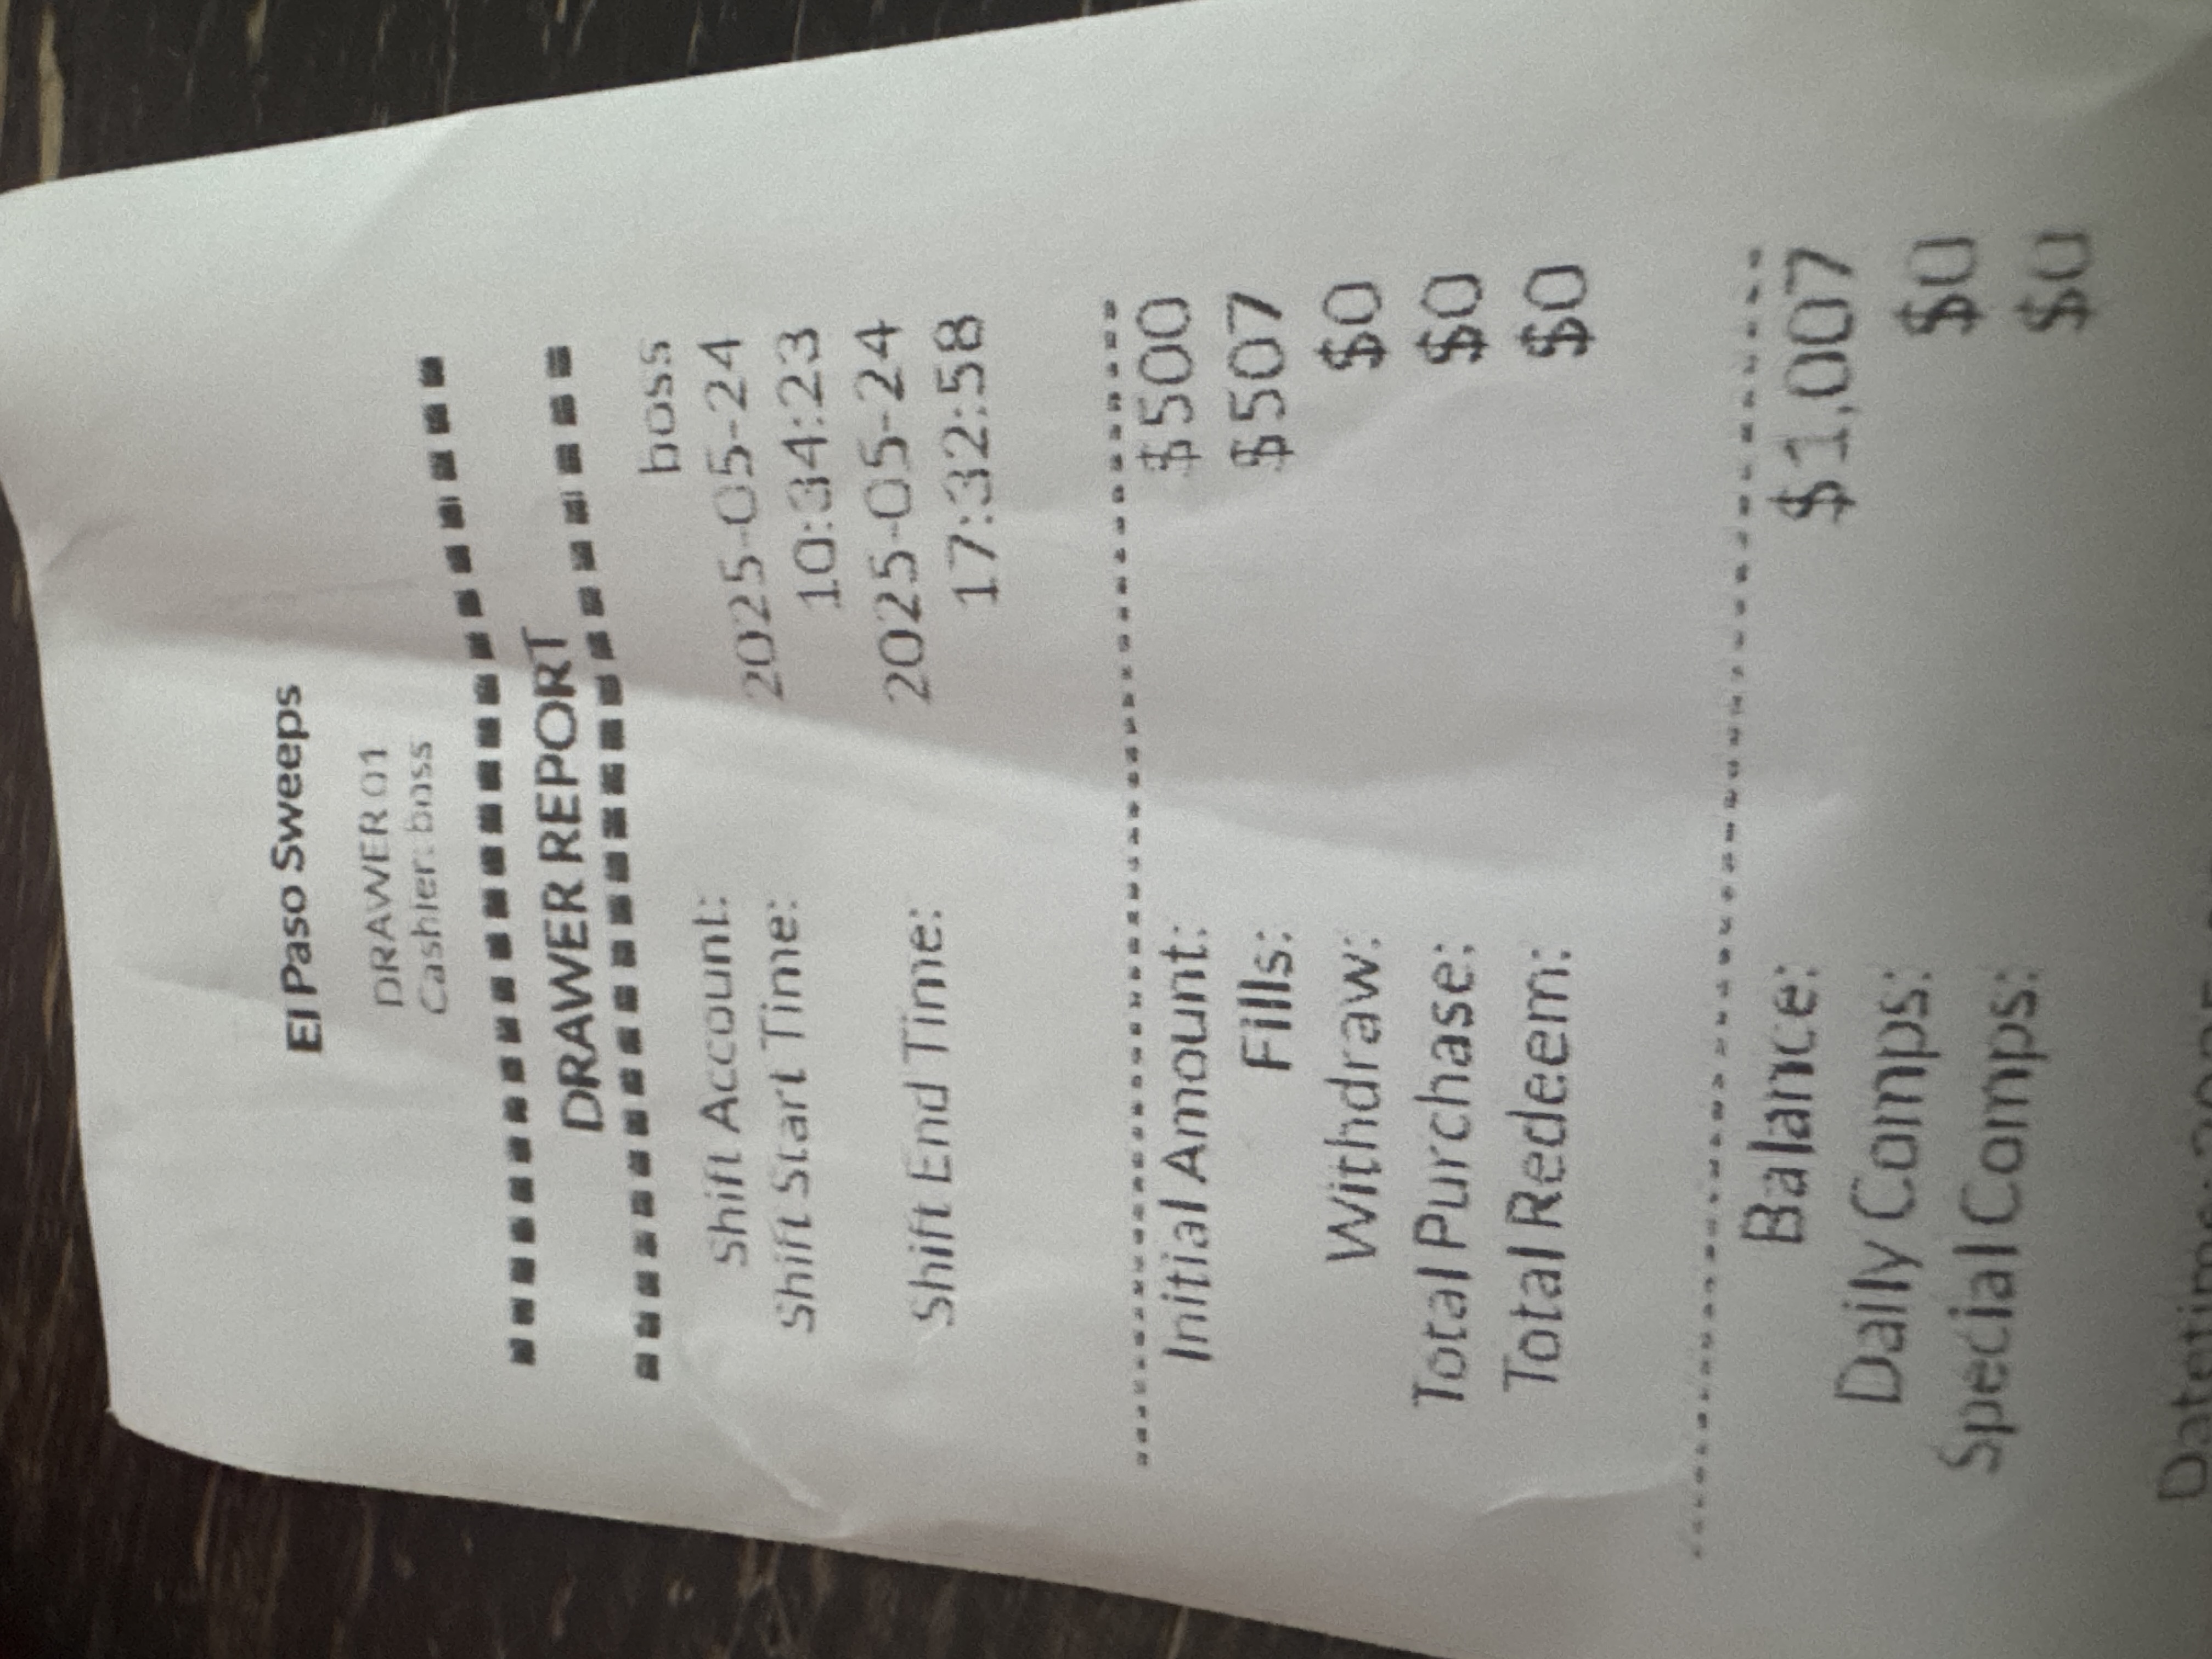 El Paso Sweeps
DRAWER 01
Cashier: boss
DRAWER REPORT
Shift Account: boss
Shift Start Time: 2025-05-24
10:34:23
Shift End Time: 2025-05-24
17:32:58
Initial Amount: $500
Fills: $507
Withdraw: $0
Total Purchase: $0
Total Redeem: $0
Balance: $1,007
Daily Comps: $0
Special Comps: $0